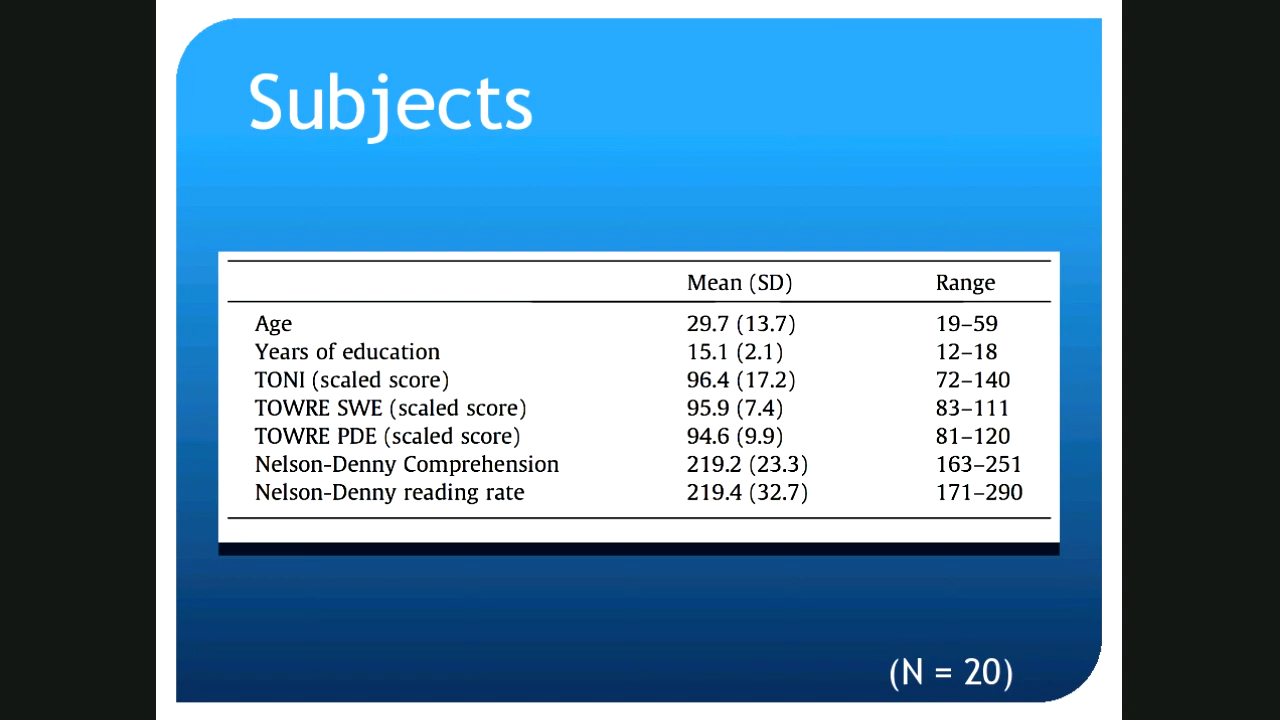 Subjects
Mean (SD) Range
Age 29.7 (13.7) 19–59
Years of education 15.1 (2.1) 12–18
TONI (scaled score) 96.4 (17.2) 72–140
TOWRE SWE (scaled score) 95.9 (7.4) 83–111
TOWRE PDE (scaled score) 94.6 (9.9) 81–120
Nelson-Denny Comprehension 219.2 (23.3) 163–251
Nelson-Denny reading rate 219.4 (32.7) 171–290
(N = 20)